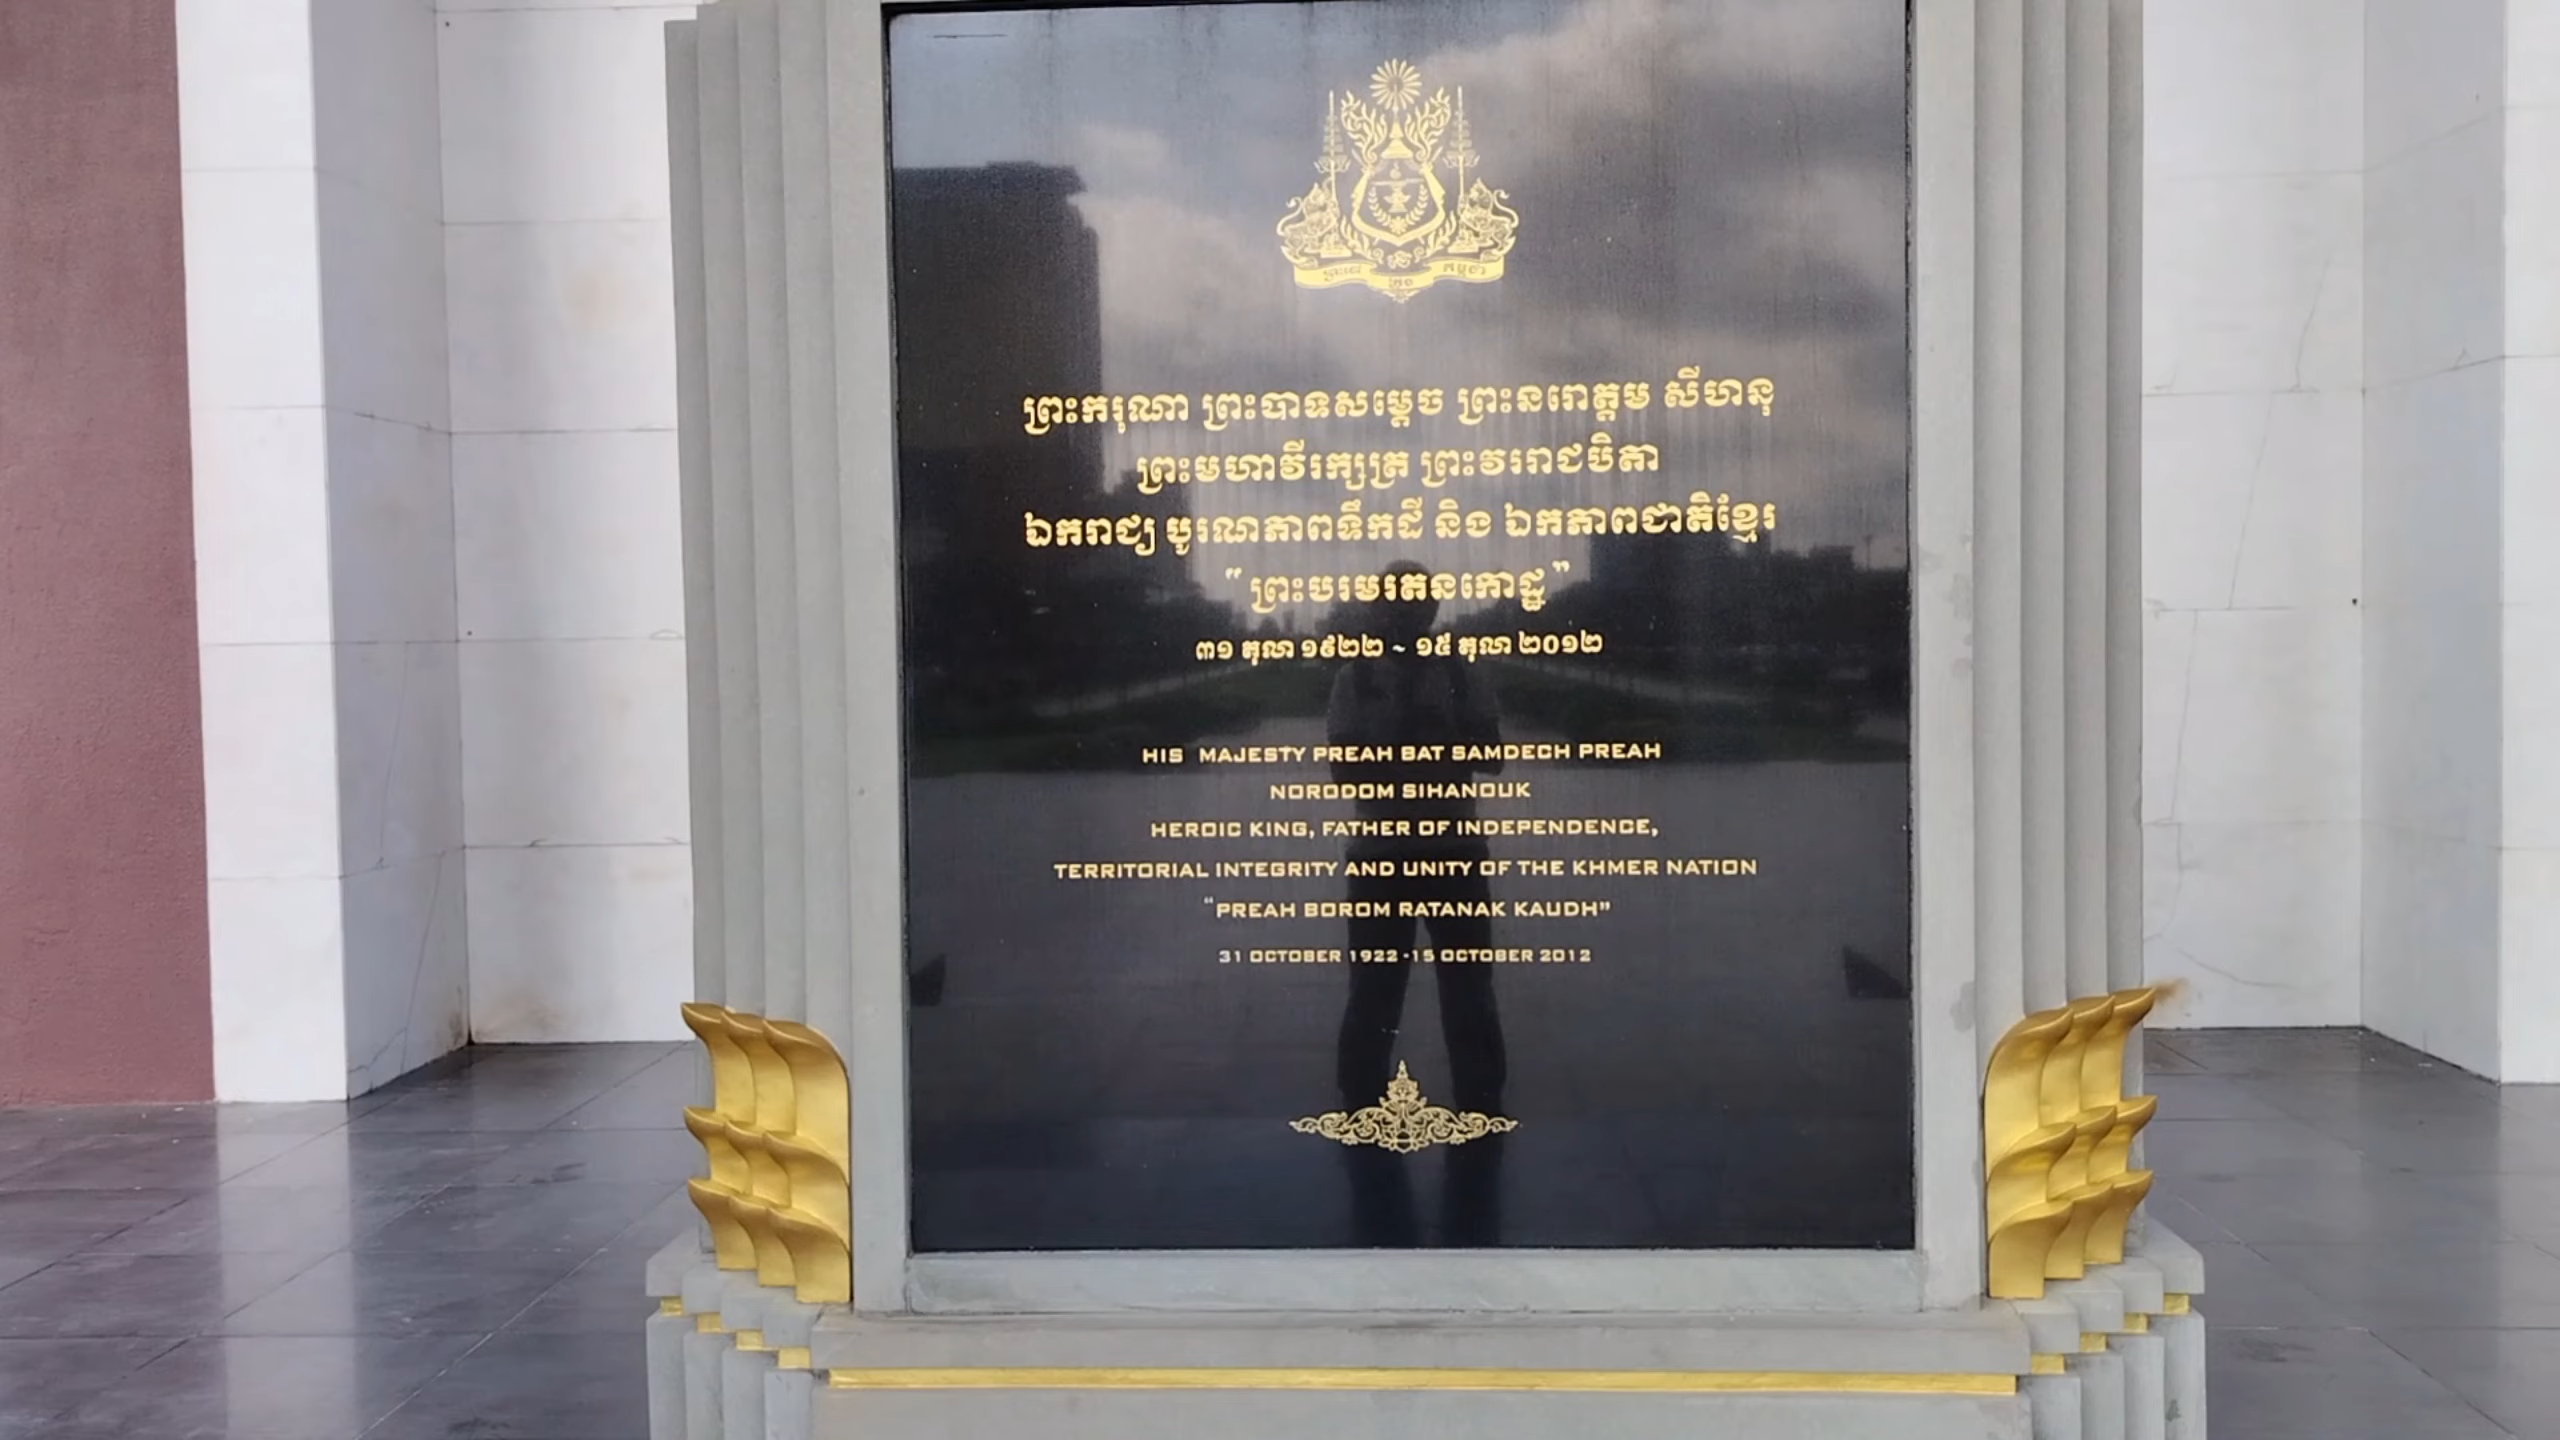 ព្រះករុណា ព្រះបាទសម្តេច ព្រះនរោត្តម សីហនុ
ព្រះមហាវីរក្សត្រ ព្រះវររាជបិតា
ឯករាជ្យ បូរណភាពទឹកដី និង ឯកភាពជាតិខ្មែរ
“ព្រះបរមរតនកោដ្ឋ”
៣១ តុលា ១៩២២ ~ ១៥ តុលា ២០១២
HIS MAJESTY PREAH BAT SAMDECH PREAH
NORODOM SIHANOUK
HEROIC KING, FATHER OF INDEPENDENCE,
TERRITORIAL INTEGRITY AND UNITY OF THE KHMER NATION
“PREAH BOROM RATANAK KAUDH”
31 OCTOBER 1922 -15 OCTOBER 2012